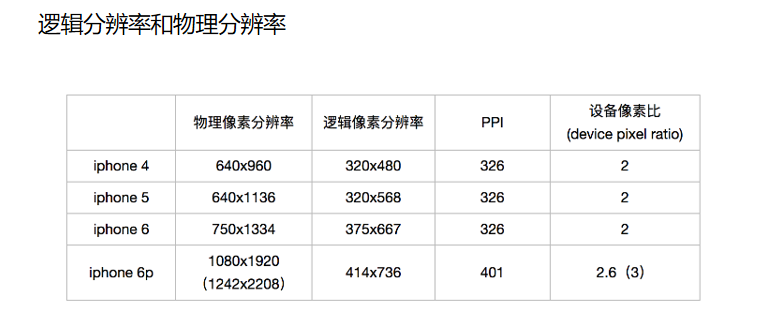 逻辑分辨率和物理分辨率
物理像素分辨率 逻辑像素分辨率 PPI 设备像素比
(device pixel ratio)
iphone 4 640x960 320x480 326 2
iphone 5 640x1136 320x568 326 2
iphone 6 750x1334 375x667 326 2
iphone 6p 1080x1920
(1242x2208) 414x736 401 2.6（3）